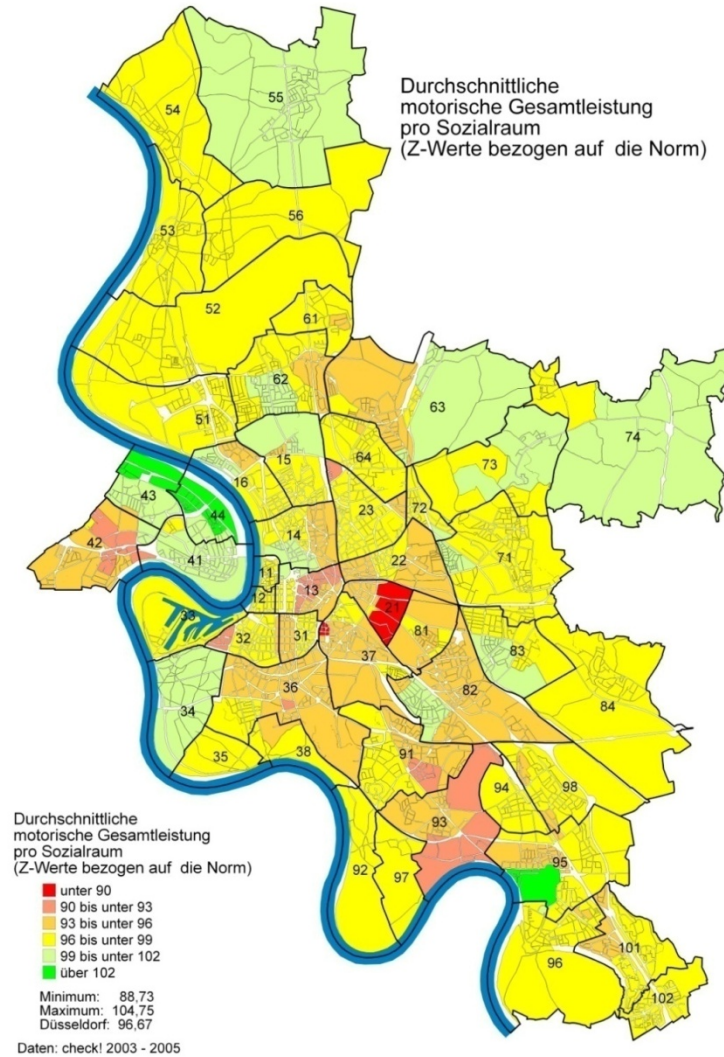 Durchschnittliche
motorische Gesamtleistung
pro Sozialraum
(Z-Werte bezogen auf die Norm)
54
55
53
56
52
61
62
63
74
51
15
64
73
16
43
44
23
72
42
14
22
71
41
11
12
13
21
33
32
31
81
83
37
82
36
84
34
35
38
91
94
98
93
95
92
97
96
101
102
Durchschnittliche
motorische Gesamtleistung
pro Sozialraum
(Z-Werte bezogen auf die Norm)
unter 90
90 bis unter 93
93 bis unter 96
96 bis unter 99
99 bis unter 102
über 102
Minimum: 88,73
Maximum: 104,75
Düsseldorf: 96,67
Daten: check! 2003 - 2005